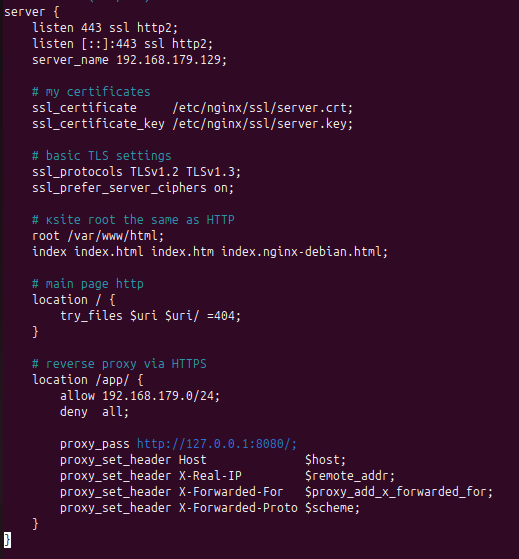 server {
    listen 443 ssl http2;
    listen [::]:443 ssl http2;
    server_name 192.168.179.129;

    # my certificates
    ssl_certificate     /etc/nginx/ssl/server.crt;
    ssl_certificate_key /etc/nginx/ssl/server.key;

    # basic TLS settings
    ssl_protocols TLSv1.2 TLSv1.3;
    ssl_prefer_server_ciphers on;

    # кsite root the same as HTTP
    root /var/www/html;
    index index.html index.htm index.nginx-debian.html;

    # main page http
    location / {
        try_files $uri $uri/ =404;
    }

    # reverse proxy via HTTPS
    location /app/ {
        allow 192.168.179.0/24;
        deny  all;

        proxy_pass http://127.0.0.1:8080/;
        proxy_set_header Host              $host;
        proxy_set_header X-Real-IP         $remote_addr;
        proxy_set_header X-Forwarded-For   $proxy_add_x_forwarded_for;
        proxy_set_header X-Forwarded-Proto $scheme;
    }
}